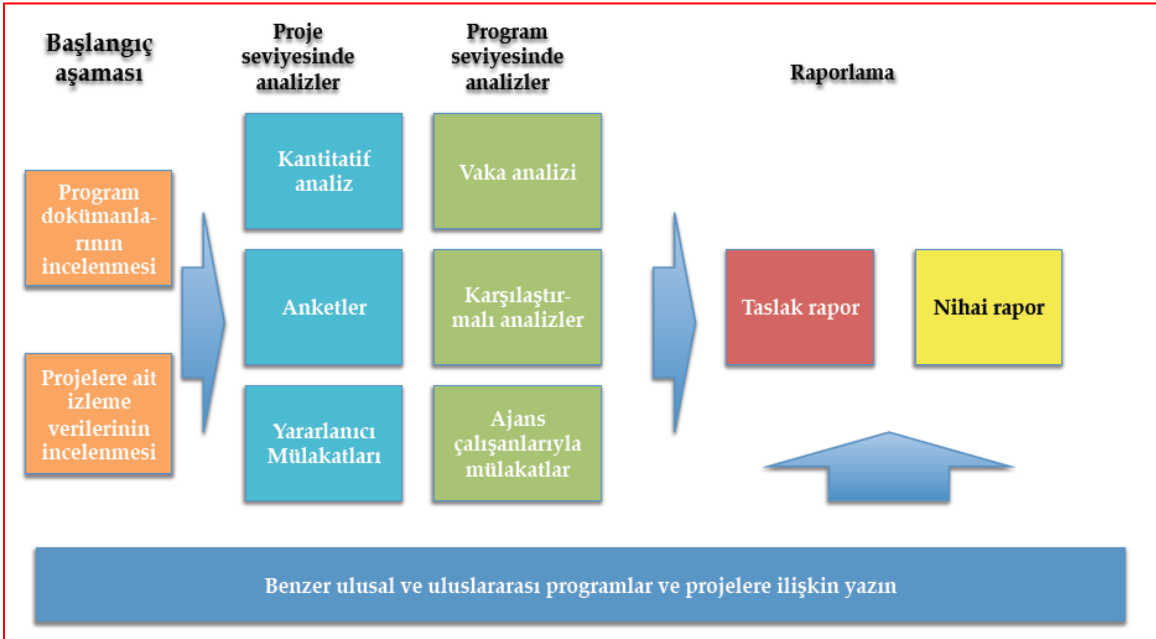 Başlangıç
aşaması
Proje
seviyesinde
analizler
Program
seviyesinde
analizler
Raporlama
Program
dokümanla-
rının
incelenmesi
Projelere ait
izleme
verilerinin
incelenmesi
Kantitatif
analiz
Anketler
Yararlanıcı
Mülakatları
Vaka analizi
Karşılaştır-
malı analizler
Ajans
çalışanlarıyla
mülakatlar
Taslak rapor
Nihai rapor
Benzer ulusal ve uluslararası programlar ve projelere ilişkin yazın